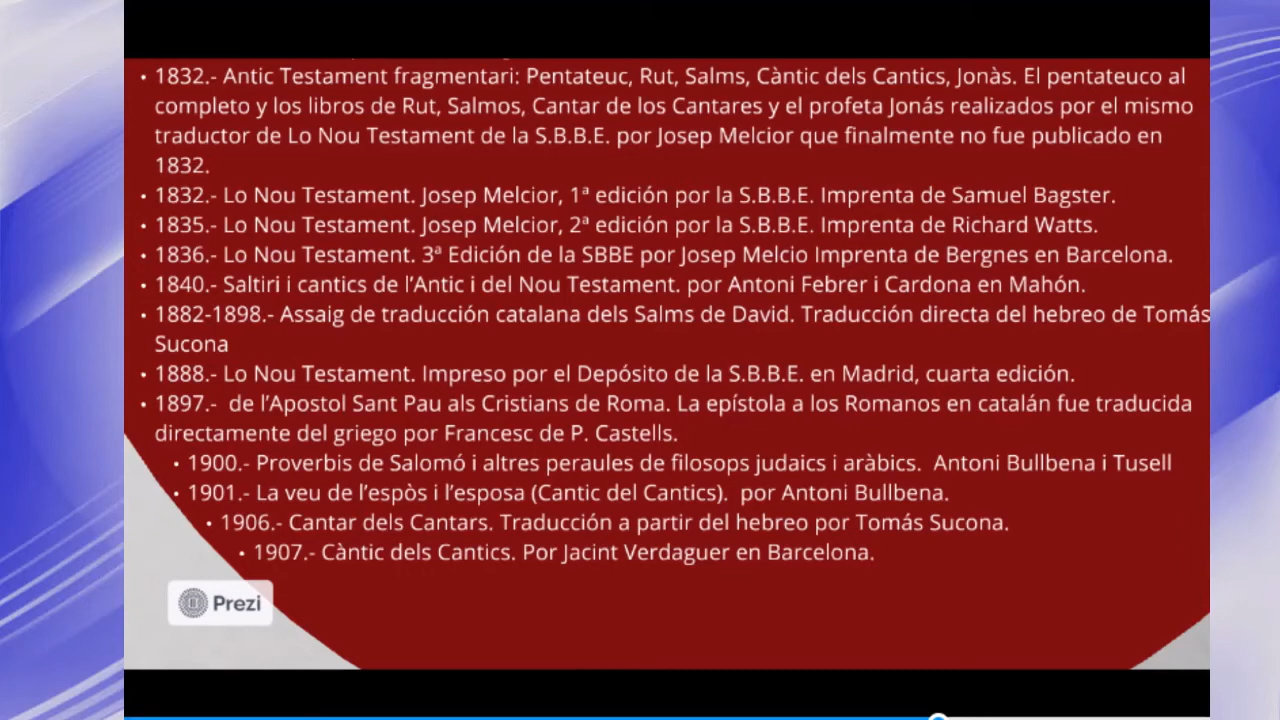 • 1832.- Antic Testament fragmentari: Pentateuc, Rut, Salms, Càntic dels Cantics, Jonàs. El pentateuco al
completo y los libros de Rut, Salmos, Cantar de los Cantares y el profeta Jonás realizados por el mismo
traductor de Lo Nou Testament de la S.B.B.E. por Josep Melcior que finalmente no fue publicado en
1832.
• 1832.- Lo Nou Testament. Josep Melcior, 1ª edición por la S.B.B.E. Imprenta de Samuel Bagster.
• 1835.- Lo Nou Testament. Josep Melcior, 2ª edición por la S.B.B.E. Imprenta de Richard Watts.
• 1836.- Lo Nou Testament. 3ª Edición de la SBBE por Josep Melcio Imprenta de Bergnes en Barcelona.
• 1840.- Saltiri i cantics de l'Antic i del Nou Testament. por Antoni Febrer i Cardona en Mahón.
• 1882-1898.- Assaig de traducción catalana dels Salms de David. Traducción directa del hebreo de Tomás
Sucona
• 1888.- Lo Nou Testament. Impreso por el Depósito de la S.B.B.E. en Madrid, cuarta edición.
• 1897.- de l'Apostol Sant Pau als Cristians de Roma. La epístola a los Romanos en catalán fue traducida
directamente del griego por Francesc de P. Castells.
• 1900.- Proverbis de Salomó i altres peraules de filosops judaics i aràbics. Antoni Bullbena i Tusell
• 1901.- La veu de l'espòs i l'esposa (Cantic del Cantics). por Antoni Bullbena.
• 1906.- Cantar dels Cantars. Traducción a partir del hebreo por Tomás Sucona.
• 1907.- Càntic dels Cantics. Por Jacint Verdaguer en Barcelona.
Prezi